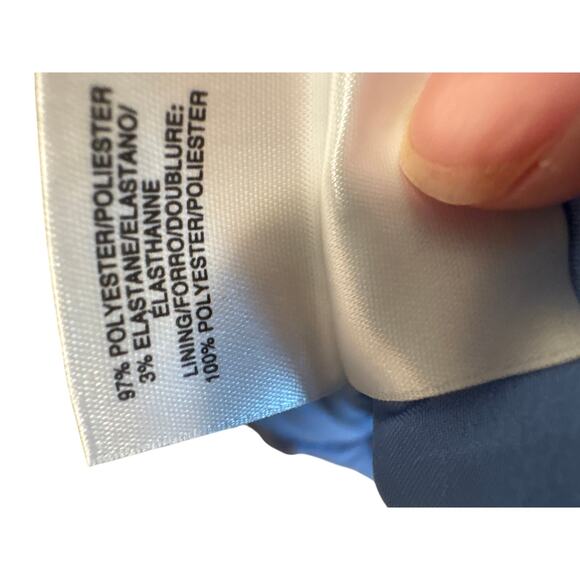 97% POLYESTER/POLIESTER
3% ELASTANE/ELASTANO/
ÉLASTHANNE
LINING/FORRO/DOUBLURE:
100% POLYESTER/POLIESTER